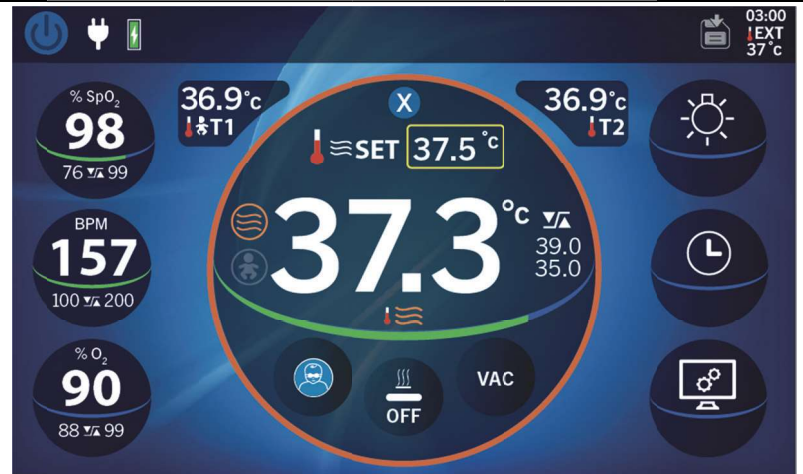 03:00
EXT
37°c
% SpO₂
98
76 99
36.9°c
T1
X
36.9°c
T2
SET 37.5°c
BPM
157
100 200
37.3°c
39.0
35.0
% O₂
90
88 99
OFF
VAC